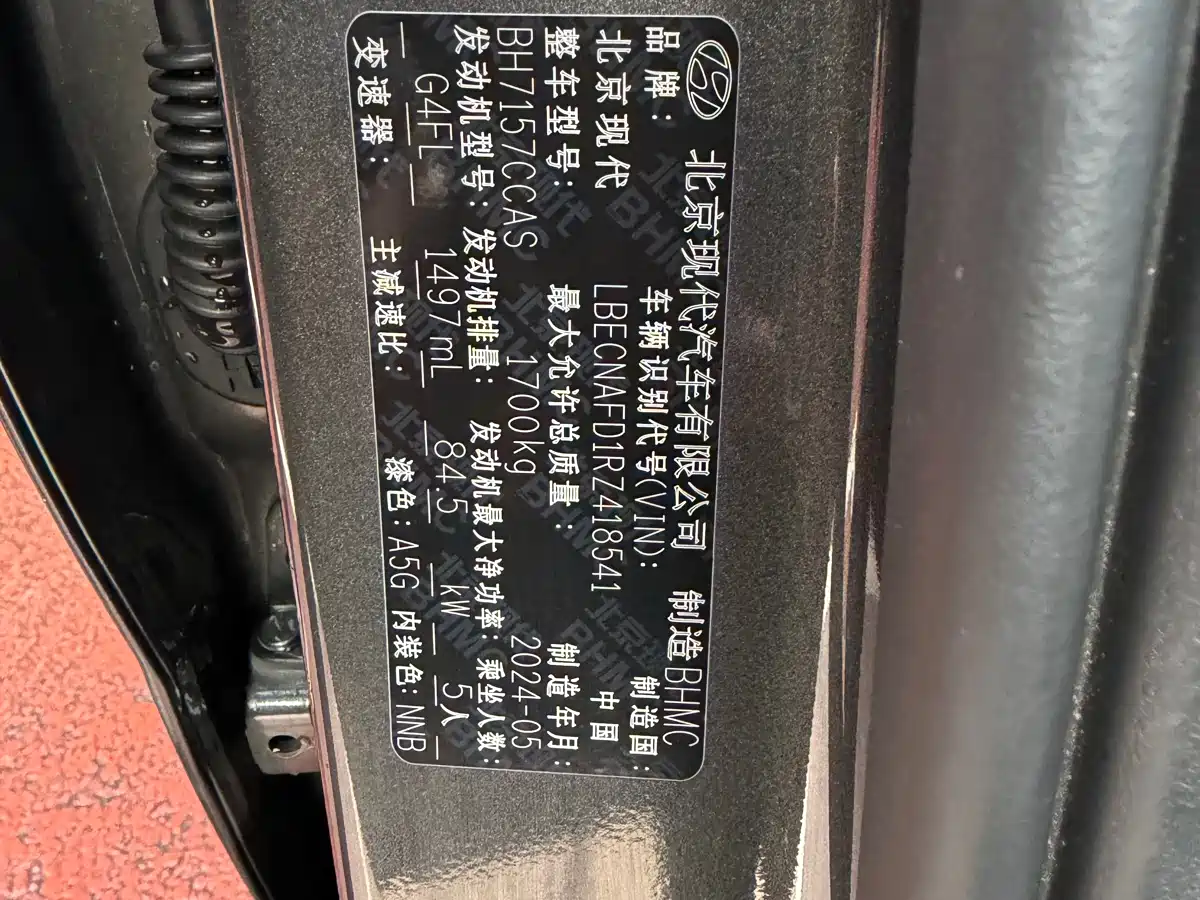 北京现代汽车有限公司 制造BHMC
品牌: 车辆识别代号(VIN): 制造国:
北京现代 LBECNAFD1RZ418541 中国
整车型号: 最大允许总质量: 制造年月:
BH7157CCAS 1700kg 2024-05
发动机型号: 发动机排量: 发动机最大净功率: 乘坐人数:
G4FL 1497mL 84.5 kW 5人
变速器: 主减速比: 漆色: A5G 内装色: NNB